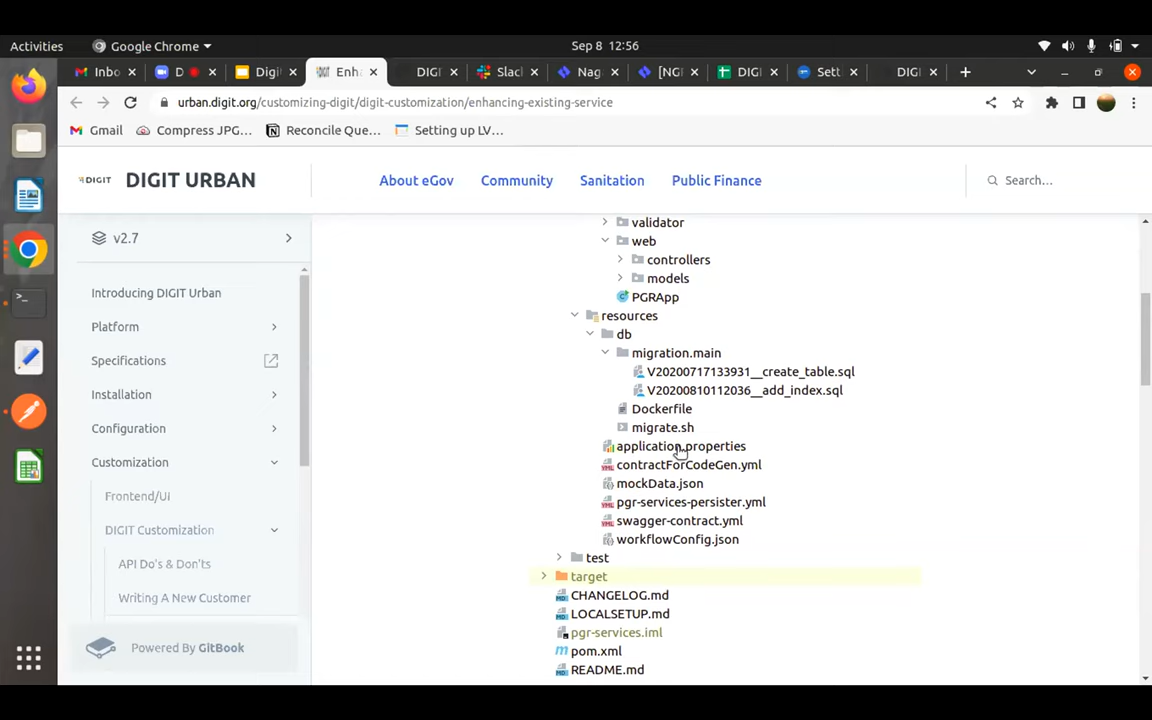 Activities
Google Chrome
Sep 8 12:56
Inbo
D
Digi
Enha
DIGI
Slac
Nag
[NG
DIG
Sett
DIG
urban.digit.org/customizing-digit/digit-customization/enhancing-existing-service
Gmail
Compress JPG...
Reconcile Que...
Setting up LV...
DIGIT
DIGIT URBAN
About eGov
Community
Sanitation
Public Finance
Search...
v2.7
Introducing DIGIT Urban
Platform
Specifications
Installation
Configuration
Customization
Frontend/UI
DIGIT Customization
API Do's & Don'ts
Writing A New Customer
Powered By GitBook
validator
web
controllers
models
PGRApp
resources
db
migration.main
V20200717133931__create_table.sql
V20200810112036__add_index.sql
Dockerfile
migrate.sh
application.properties
contractForCodeGen.yml
mockData.json
pgr-services-persister.yml
swagger-contract.yml
workflowConfig.json
test
target
CHANGELOG.md
LOCALSETUP.md
pgr-services.iml
pom.xml
README.md